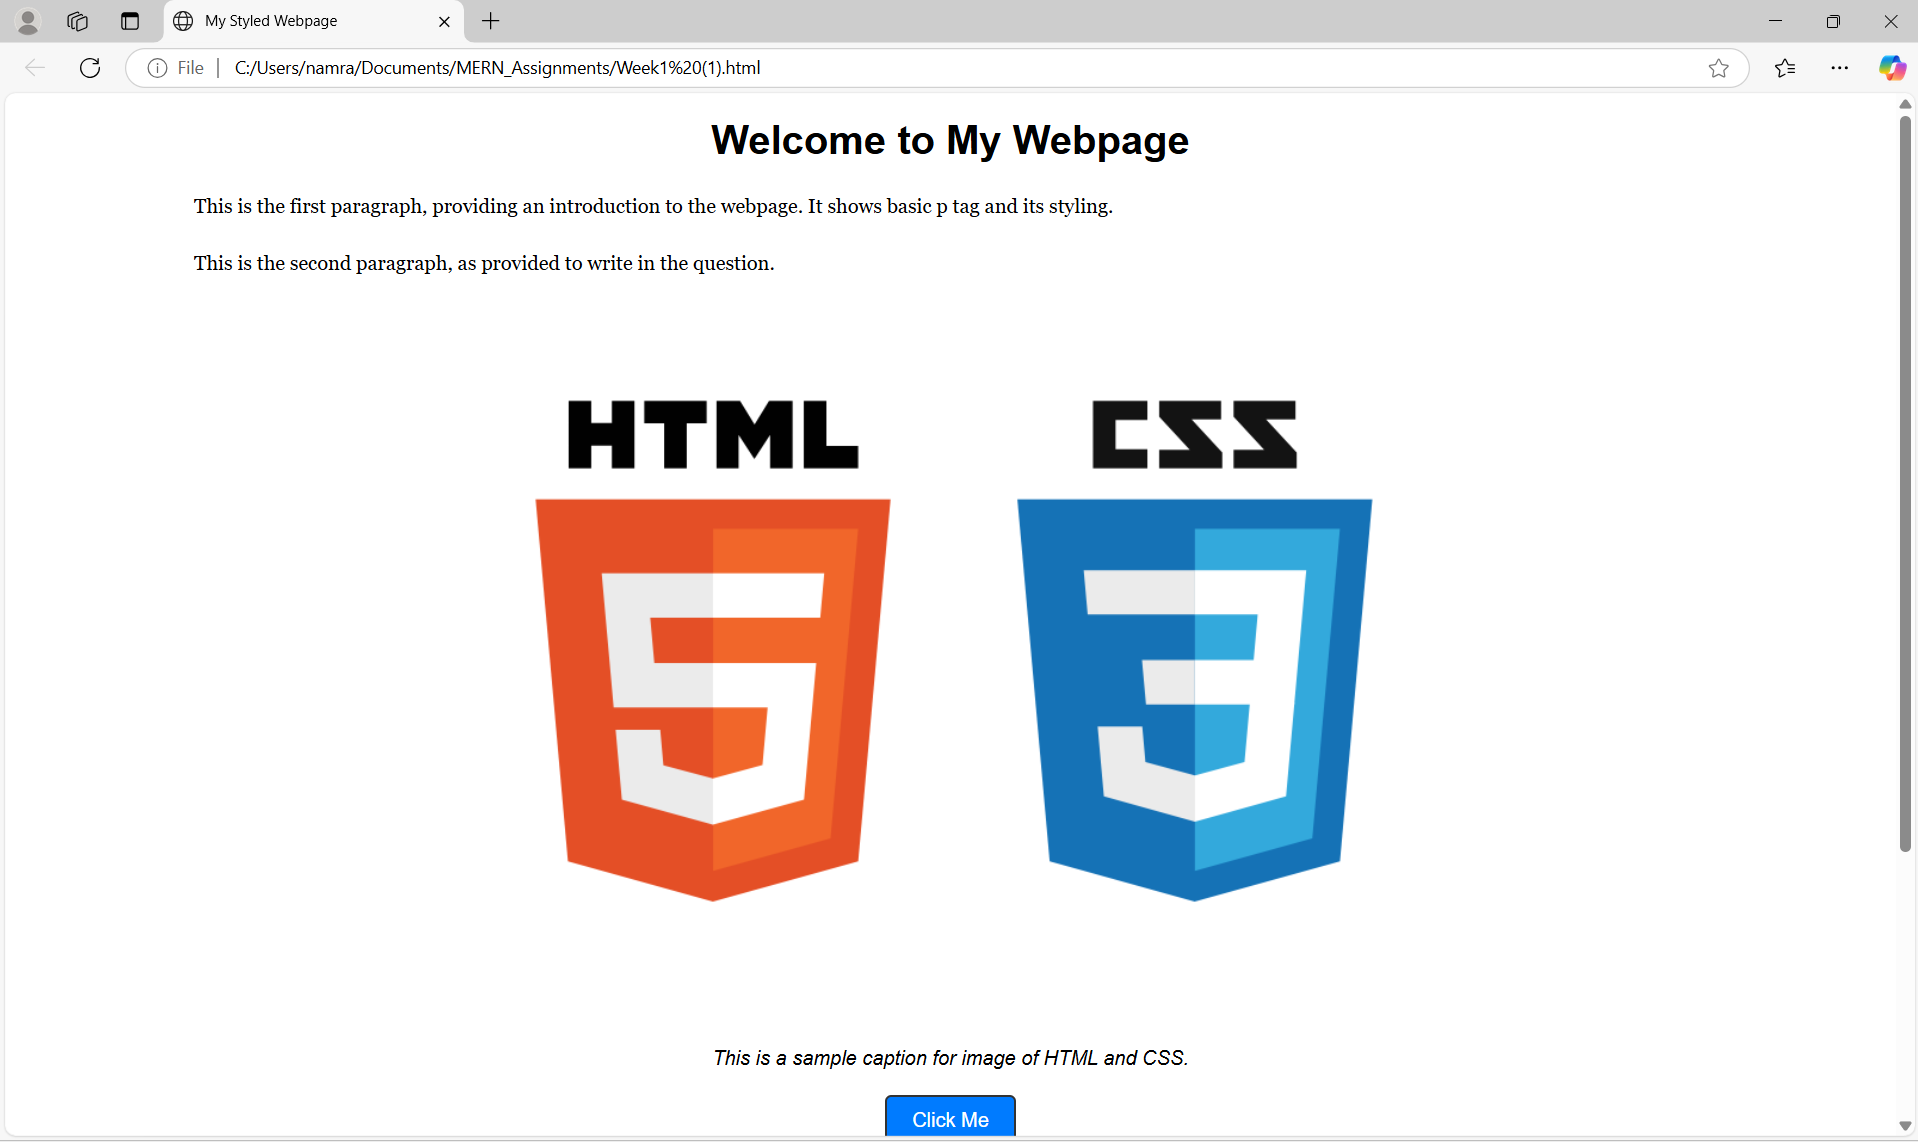 My Styled Webpage
File | C:/Users/namra/Documents/MERN_Assignments/Week1%20(1).html
Welcome to My Webpage
This is the first paragraph, providing an introduction to the webpage. It shows basic p tag and its styling.
This is the second paragraph, as provided to write in the question.
HTML CSS
5 3
This is a sample caption for image of HTML and CSS.
Click Me